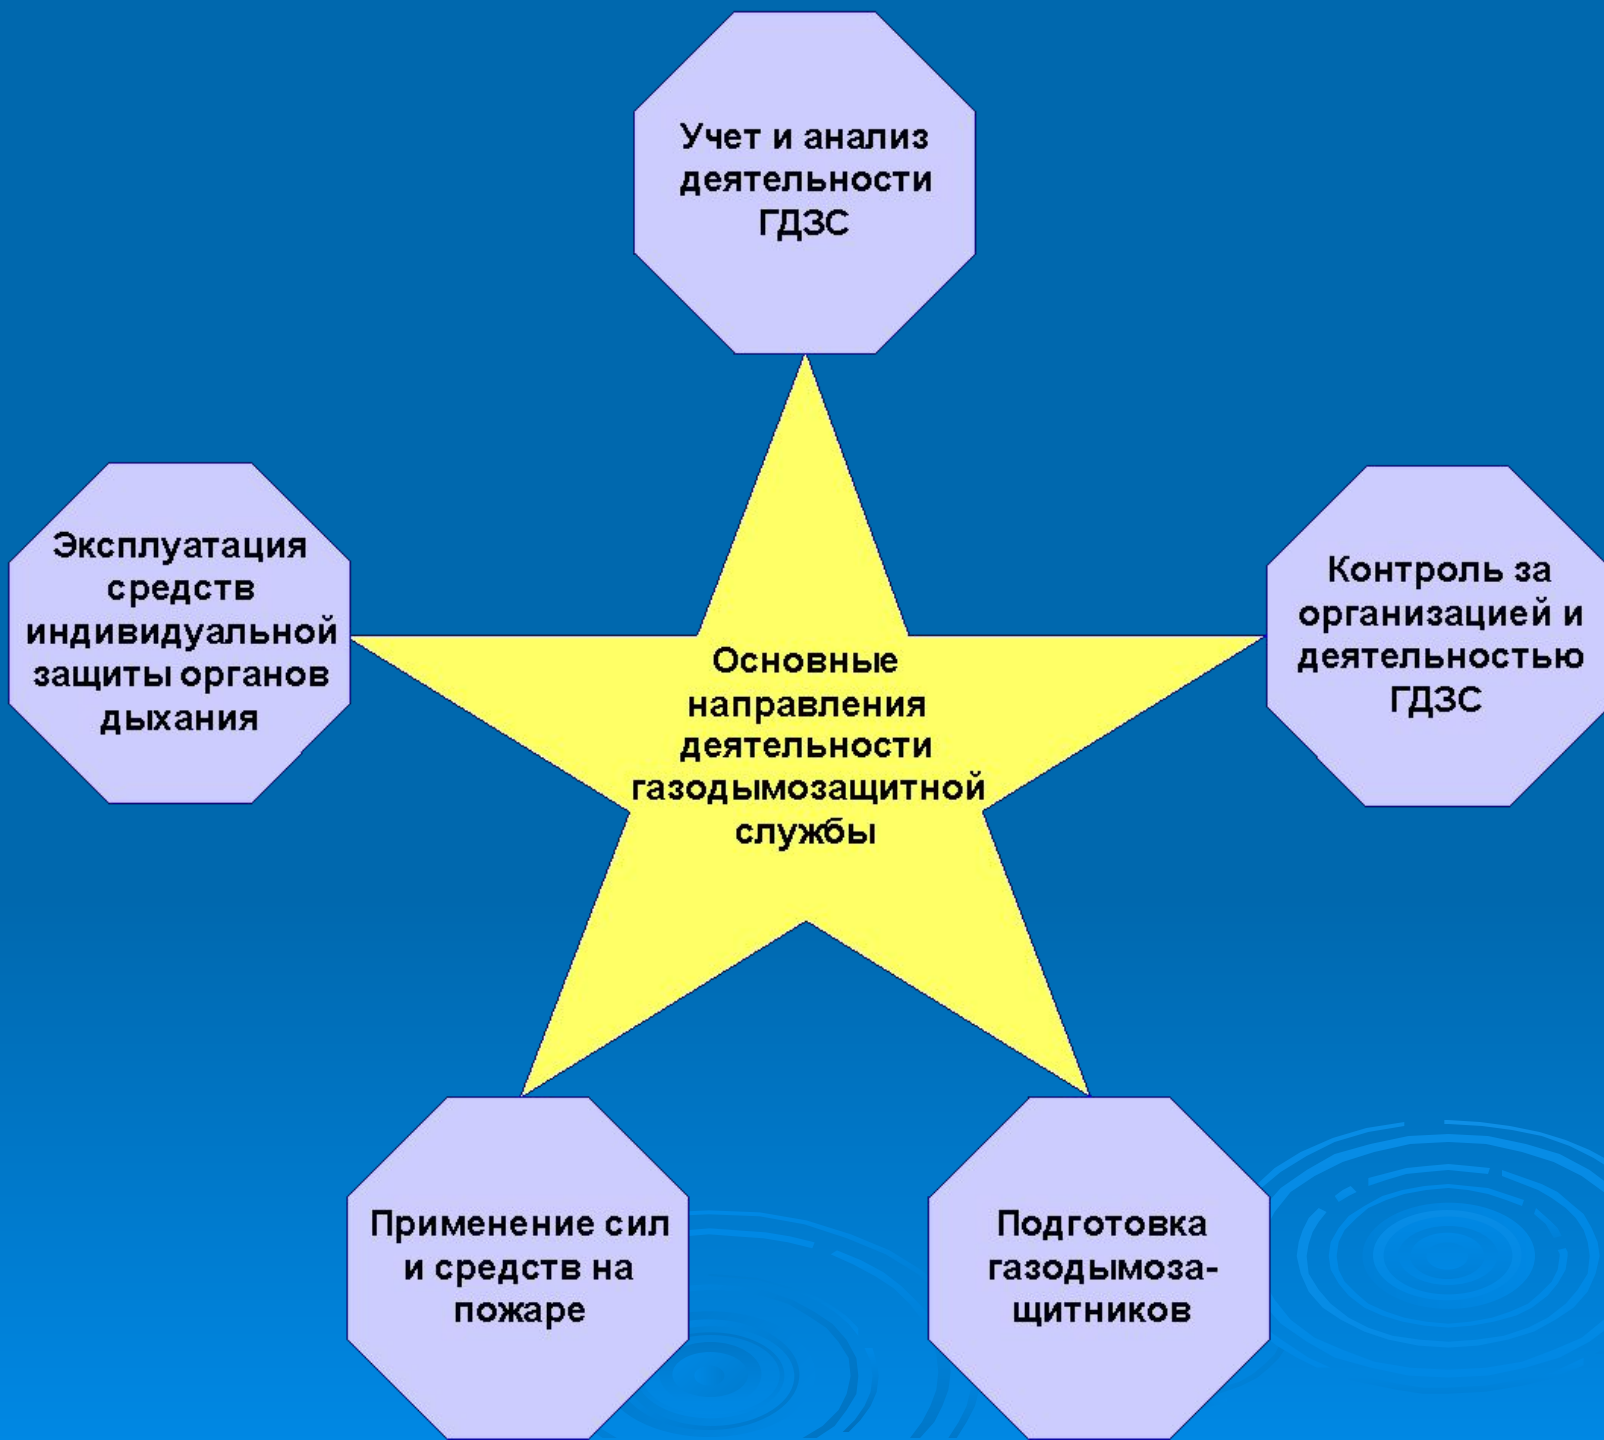 Учет и анализ
деятельности
ГДЗС
Эксплуатация
средств
индивидуальной
защиты органов
дыхания
Контроль за
организацией и
деятельностью
ГДЗС
Основные
направления
деятельности
газодымозащитной
службы
Применение сил
и средств на
пожаре
Подготовка
газодымоза-
щитников